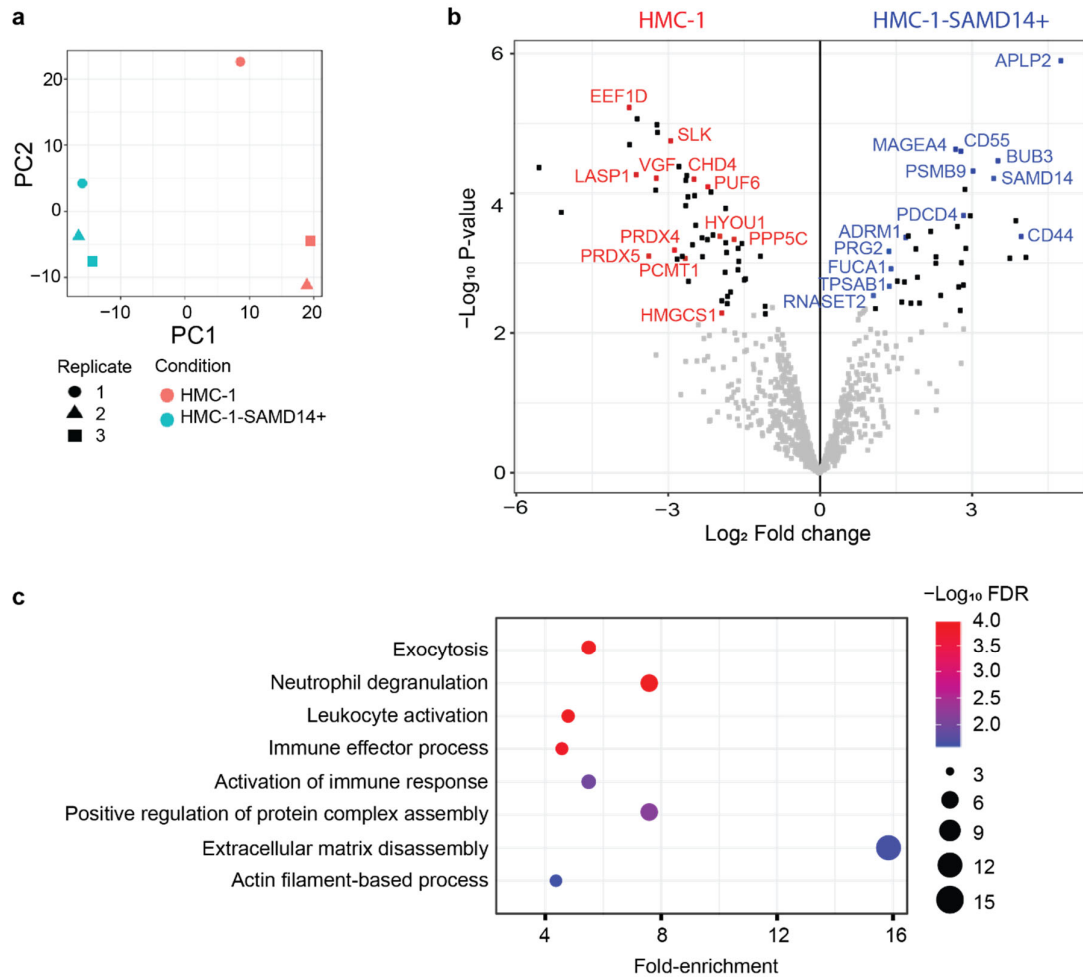 a
20
10
0
−10
PC2
−10
0
10
20
PC1
Replicate
1
2
3
Condition
HMC-1
HMC-1-SAMD14+
b
HMC-1
HMC-1-SAMD14+
6
4
2
0
−Log₁₀ P-value
APLP2
EEF1D
SLK
MAGEA4
CD55
BUB3
LASP1
VGF
CHD4
PSMB9
SAMD14
PUF6
HYOU1
PDCD4
PRDX4
PPP5C
ADRM1
CD44
PRDX5
PRG2
PCMT1
FUCA1
TPSAB1
HMGCS1
RNASET2
−6
−3
0
3
Log₂ Fold change
c
Exocytosis
Neutrophil degranulation
Leukocyte activation
Immune effector process
Activation of immune response
Positive regulation of protein complex assembly
Extracellular matrix disassembly
Actin filament-based process
4
8
12
16
Fold-enrichment
−Log₁₀ FDR
4.0
3.5
3.0
2.5
2.0
3
6
9
12
15